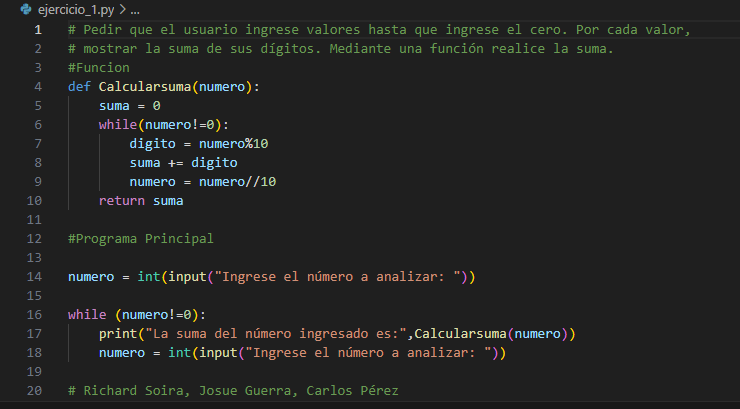 ejercicio_1.py > ...
1 # Pedir que el usuario ingrese valores hasta que ingrese el cero. Por cada valor,
2 # mostrar la suma de sus dígitos. Mediante una función realice la suma.
3 #Funcion
4 def Calcularsuma(numero):
5     suma = 0
6     while(numero!=0):
7         digito = numero%10
8         suma += digito
9         numero = numero//10
10     return suma
11
12 #Programa Principal
13
14 numero = int(input("Ingrese el número a analizar: "))
15
16 while (numero!=0):
17     print("La suma del número ingresado es:",Calcularsuma(numero))
18     numero = int(input("Ingrese el número a analizar: "))
19
20 # Richard Soira, Josue Guerra, Carlos Pérez